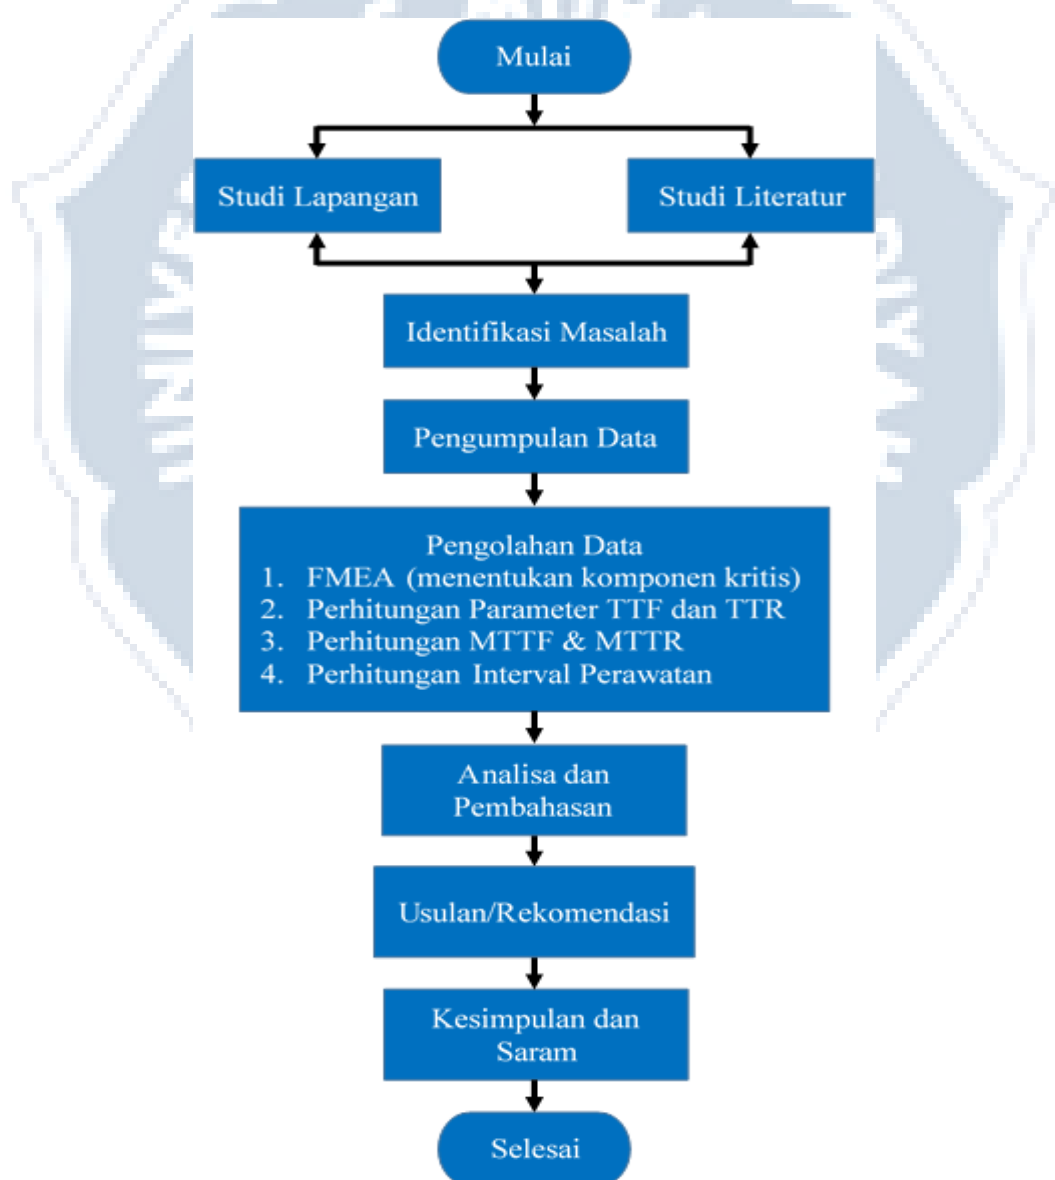 Mulai
Studi Lapangan
Studi Literatur
Identifikasi Masalah
Pengumpulan Data
Pengolahan Data
1. FMEA (menentukan komponen kritis)
2. Perhitungan Parameter TTF dan TTR
3. Perhitungan MTTF & MTTR
4. Perhitungan Interval Perawatan
Analisa dan
Pembahasan
Usulan/Rekomendasi
Kesimpulan dan
Saram
Selesai